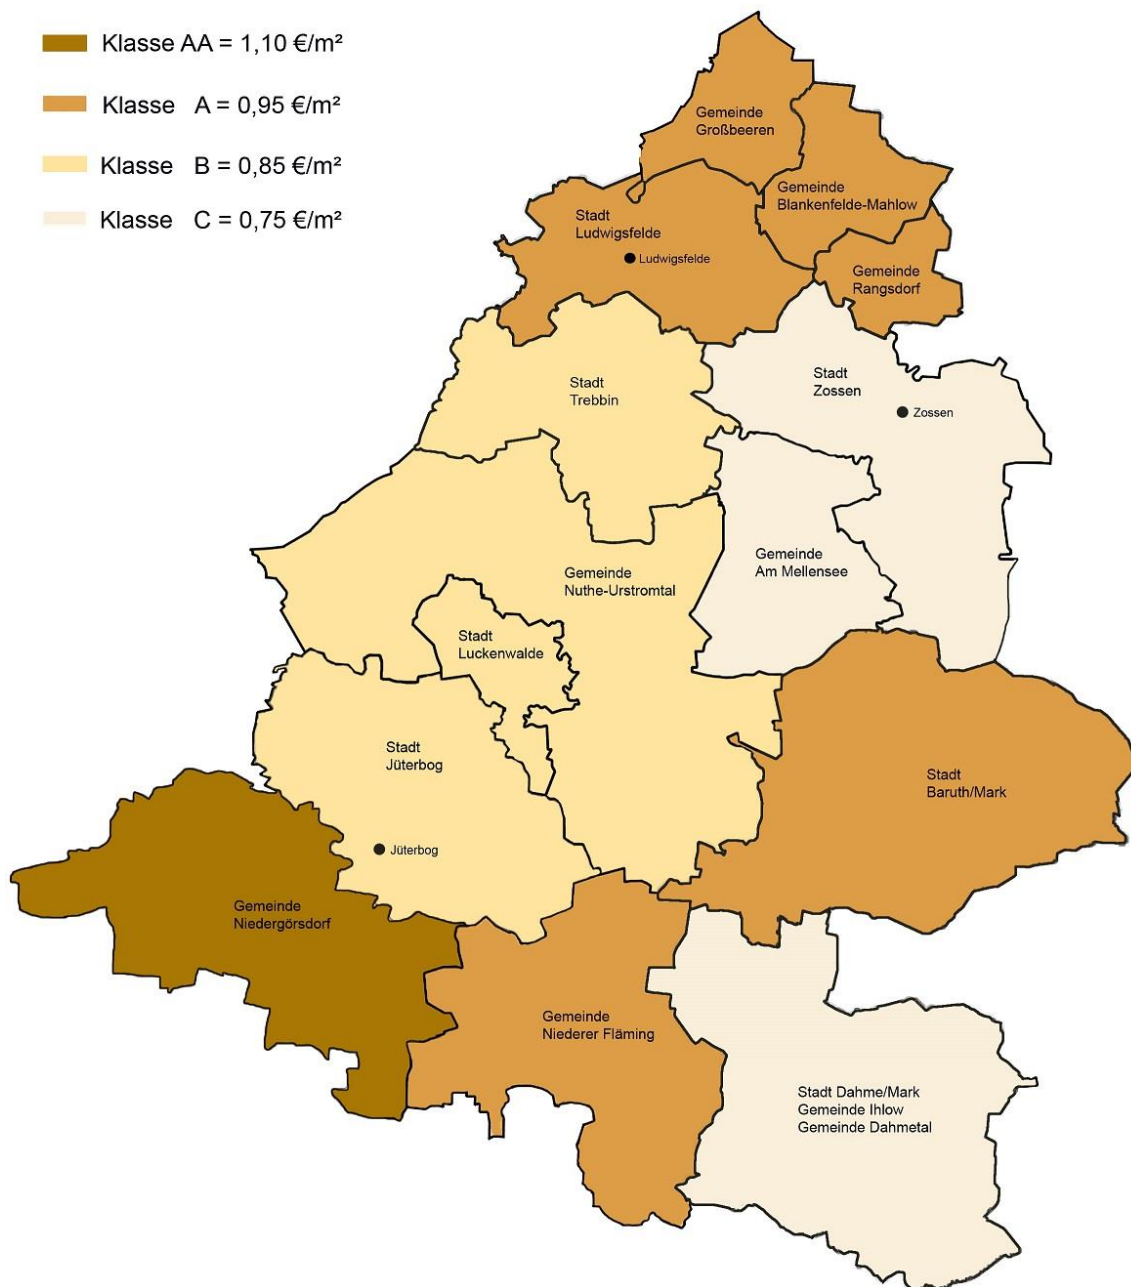 Klasse AA = 1,10 €/m²
Klasse A = 0,95 €/m²
Klasse B = 0,85 €/m²
Klasse C = 0,75 €/m²
Gemeinde
Großbeeren
Gemeinde
Blankenfelde-Mahlow
Stadt
Ludwigsfelde
Ludwigsfelde
Gemeinde
Rangsdorf
Stadt
Trebbin
Stadt
Zossen
Zossen
Gemeinde
Am Mellensee
Gemeinde
Nuthe-Urstromtal
Stadt
Luckenwalde
Stadt
Jüterbog
Jüterbog
Stadt
Baruth/Mark
Gemeinde
Niedergörsdorf
Gemeinde
Niederer Fläming
Stadt Dahme/Mark
Gemeinde Ihlow
Gemeinde Dahmetal